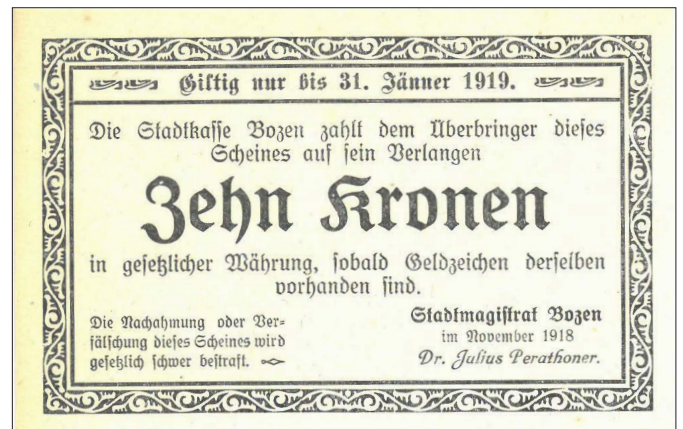 Giltig nur bis 31. Jänner 1919.
Die Stadtkasse Bozen zahlt dem Überbringer dieses
Scheines auf sein Verlangen
Zehn Kronen
in gesetzlicher Währung, sobald Geldzeichen derselben
vorhanden sind.
Die Nachahmung oder Ver-
fälschung dieses Scheines wird
gesetzlich schwer bestraft.
Stadtmagistrat Bozen
im November 1918
Dr. Julius Perathoner.